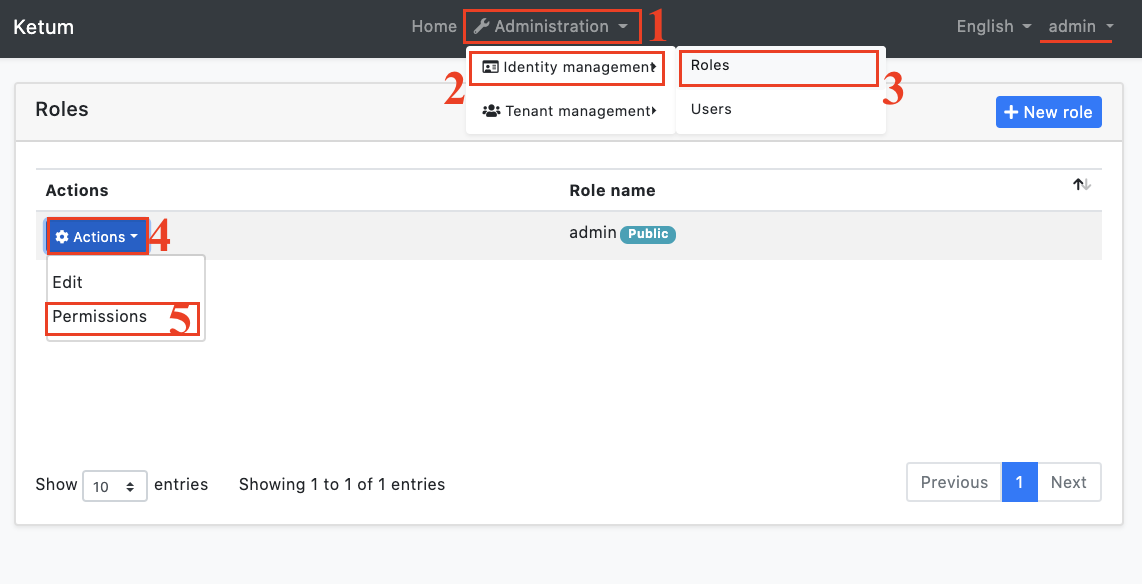 Ketum
Home Administration 1 English admin
2 Identity management Roles 3
Tenant management Users
Roles
New role
Actions Role name
Actions 4 admin Public
Edit
Permissions 5
Show 10 entries Showing 1 to 1 of 1 entries Previous 1 Next